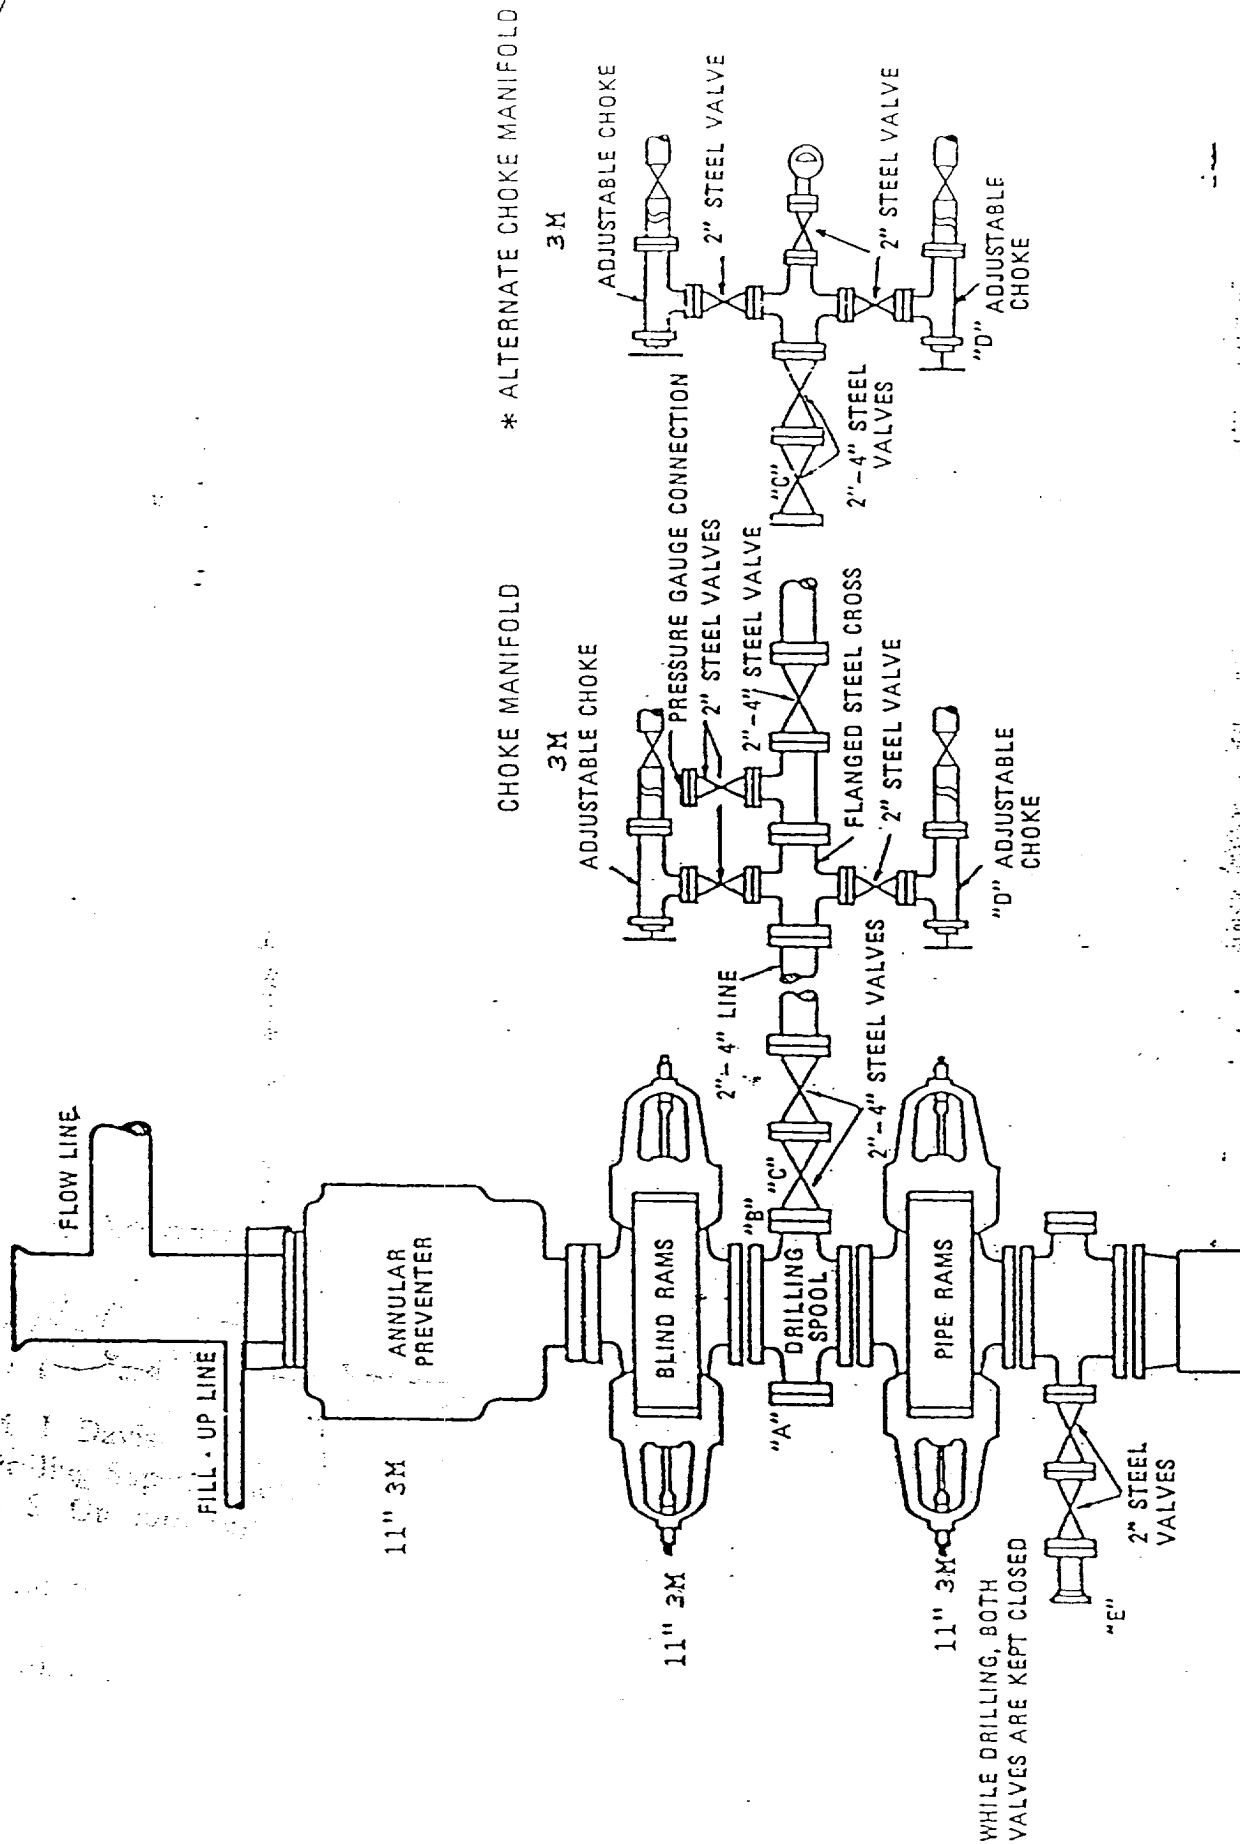 * ALTERNATE CHOKE MANIFOLD
3M
ADJUSTABLE CHOKE
2" STEEL VALVE
2" STEEL VALVE
"D"
ADJUSTABLE
CHOKE
"C"
2"-4" STEEL
VALVES
CHOKE MANIFOLD
3M
ADJUSTABLE CHOKE
PRESSURE GAUGE CONNECTION
2" STEEL VALVES
2"-4" STEEL VALVE
FLANGED STEEL CROSS
2" STEEL VALVE
"D" ADJUSTABLE
CHOKE
2"-4" LINE
2"-4" STEEL VALVES
FLOW LINE
FILL-UP LINE
ANNULAR
PREVENTER
11" 3M
BLIND RAMS
11" 3M
"B"
"C"
DRILLING
SPOOL
"A"
PIPE RAMS
11" 3M
WHILE DRILLING, BOTH
VALVES ARE KEPT CLOSED
2" STEEL
VALVES
"E"
Davis